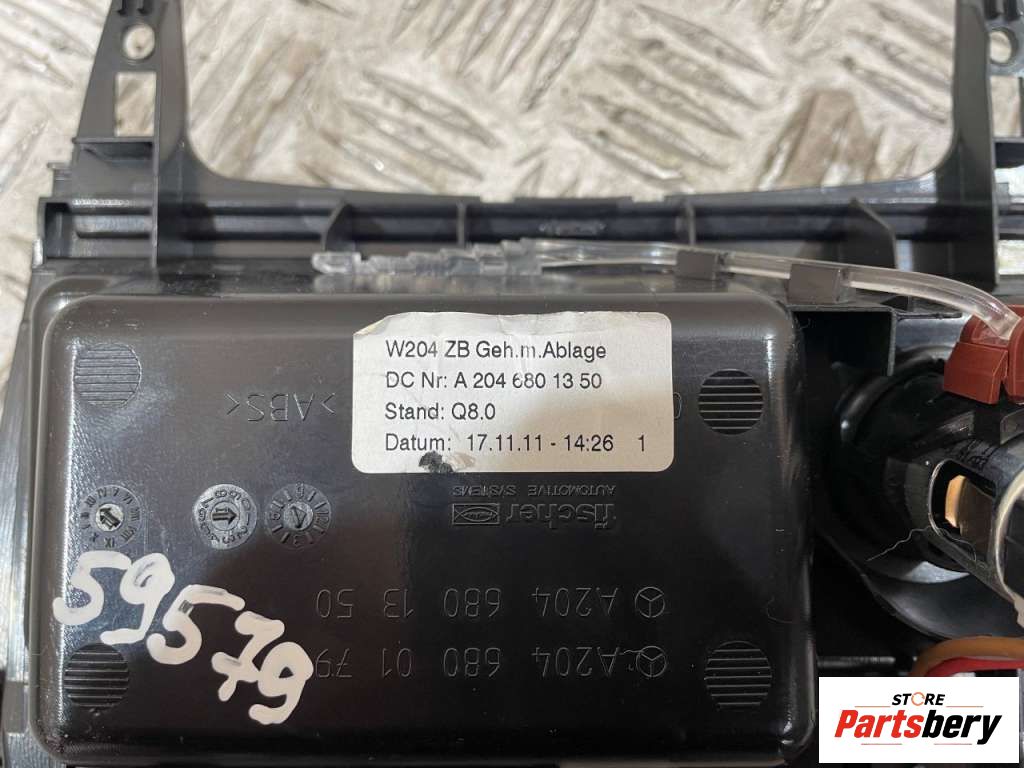 W204 ZB Geh.m.Ablage
DC Nr: A 204 680 13 50
Stand: Q8.0
Datum: 17.11.11 - 14:26 1
>ABS<
fischer
AUTOMOTIVE SYSTEMS
A204 680 13 50
A204 680 01 79
59579
STORE
Partsbery